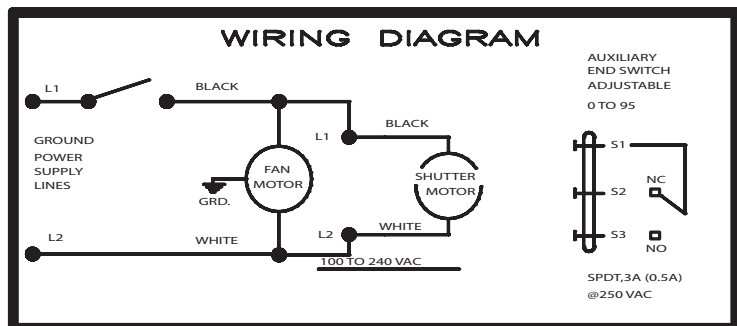 WIRING DIAGRAM
L1
BLACK
GROUND
POWER
SUPPLY
LINES
L2
WHITE
FAN
MOTOR
GRD.
L1
BLACK
SHUTTER
MOTOR
L2
WHITE
100 TO 240 VAC
AUXILIARY
END SWITCH
ADJUSTABLE
0 TO 95
S1
S2
NC
S3
NO
SPDT,3A (0.5A)
@250 VAC